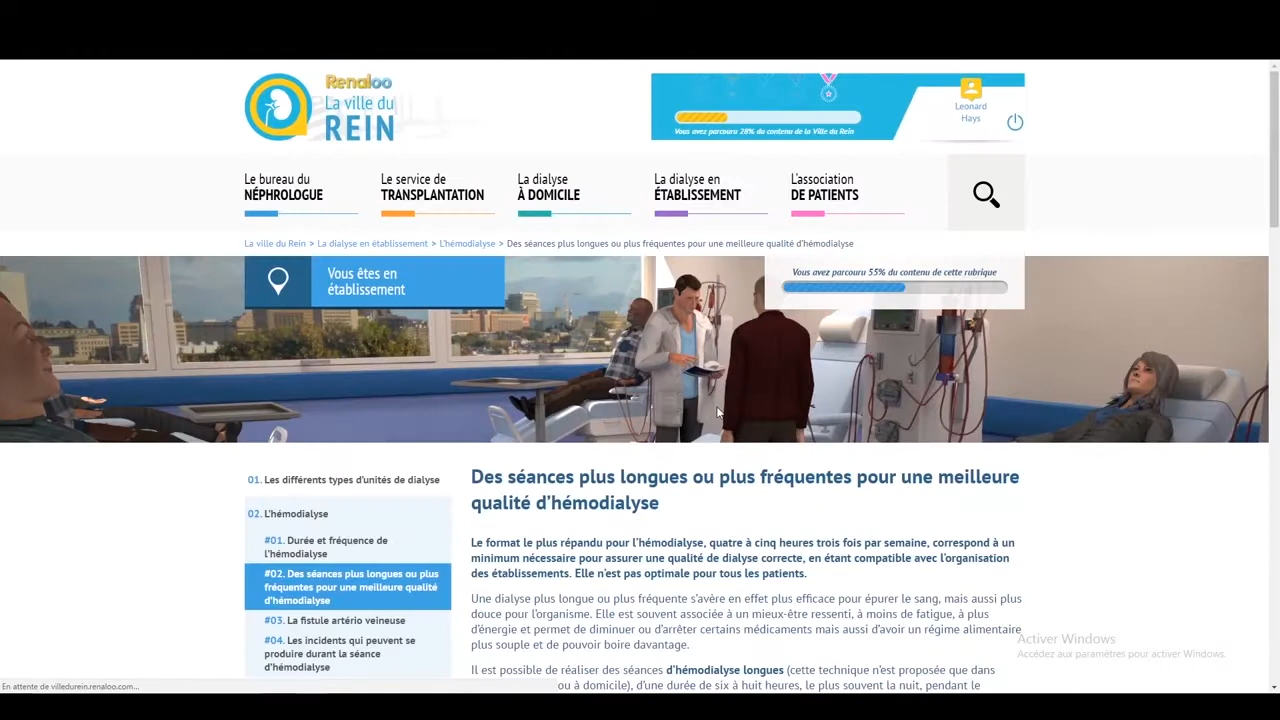 Renaloo
La ville du
REIN
Vous avez parcouru 28% du contenu de la Ville du Rein
Leonard
Hays
Le bureau du
NÉPHROLOGUE
Le service de
TRANSPLANTATION
La dialyse
À DOMICILE
La dialyse en
ÉTABLISSEMENT
L'association
DE PATIENTS
La ville du Rein > La dialyse en établissement > L'hémodialyse > Des séances plus longues ou plus fréquentes pour une meilleure qualité d'hémodialyse
Vous êtes en
établissement
Vous avez parcouru 55% du contenu de cette rubrique
01. Les différents types d'unités de dialyse
02. L'hémodialyse
#01. Durée et fréquence de
l'hémodialyse
#02. Des séances plus longues ou plus
fréquentes pour une meilleure qualité
d'hémodialyse
#03. La fistule artério veineuse
#04. Les incidents qui peuvent se
produire durant la séance
d'hémodialyse
Des séances plus longues ou plus fréquentes pour une meilleure
qualité d'hémodialyse
Le format le plus répandu pour l'hémodialyse, quatre à cinq heures trois fois par semaine, correspond à un
minimum nécessaire pour assurer une qualité de dialyse correcte, en étant compatible avec l'organisation
des établissements. Elle n'est pas optimale pour tous les patients.
Une dialyse plus longue ou plus fréquente s'avère en effet plus efficace pour épurer le sang, mais aussi plus
douce pour l'organisme. Elle est souvent associée à un mieux-être ressenti, à moins de fatigue, à plus
d'énergie et permet de diminuer ou d'arrêter certains médicaments mais aussi d'avoir un régime alimentaire
plus souple et de pouvoir boire davantage.
Il est possible de réaliser des séances d'hémodialyse longues (cette technique n'est proposée que dans
ou à domicile), d'une durée de six à huit heures, le plus souvent la nuit, pendant le
Activer Windows
Accédez aux paramètres pour activer Windows.
En attente de villedurein.renaloo.com...